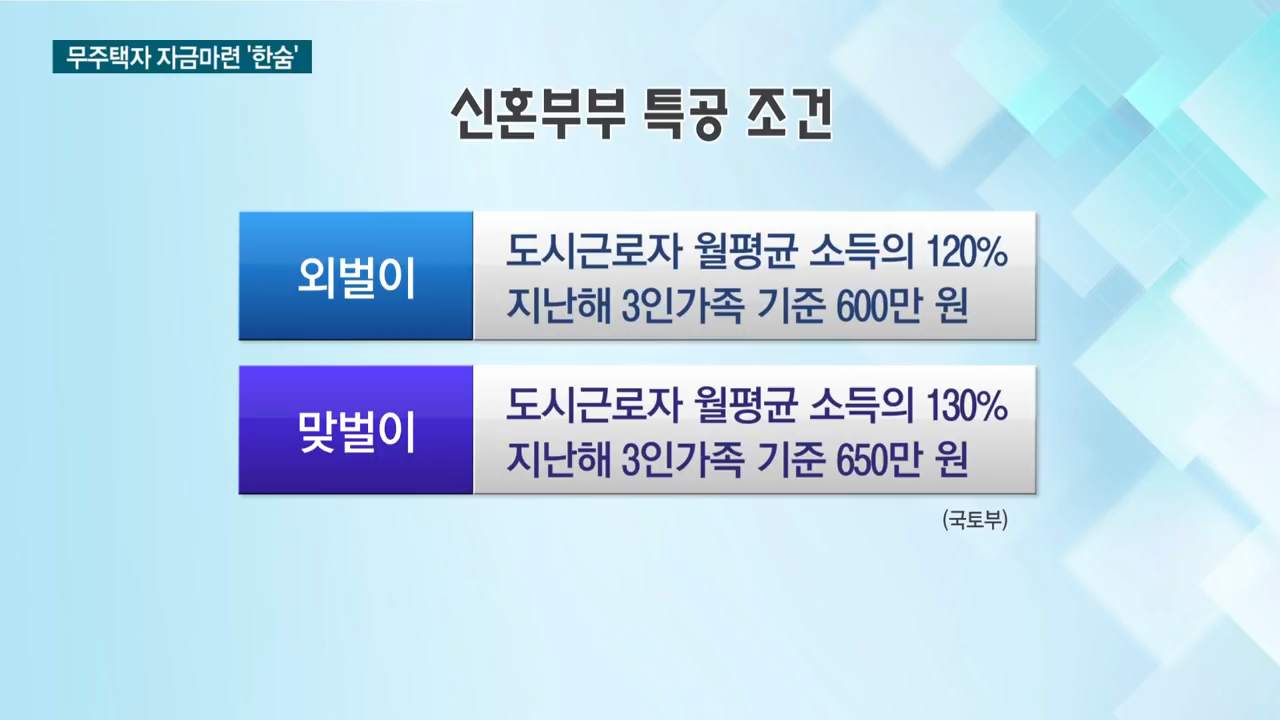 무주택자 자금마련 '한숨'
신혼부부 특공 조건
외벌이
도시근로자 월평균 소득의 120%
지난해 3인가족 기준 600만 원
맞벌이
도시근로자 월평균 소득의 130%
지난해 3인가족 기준 650만 원
(국토부)